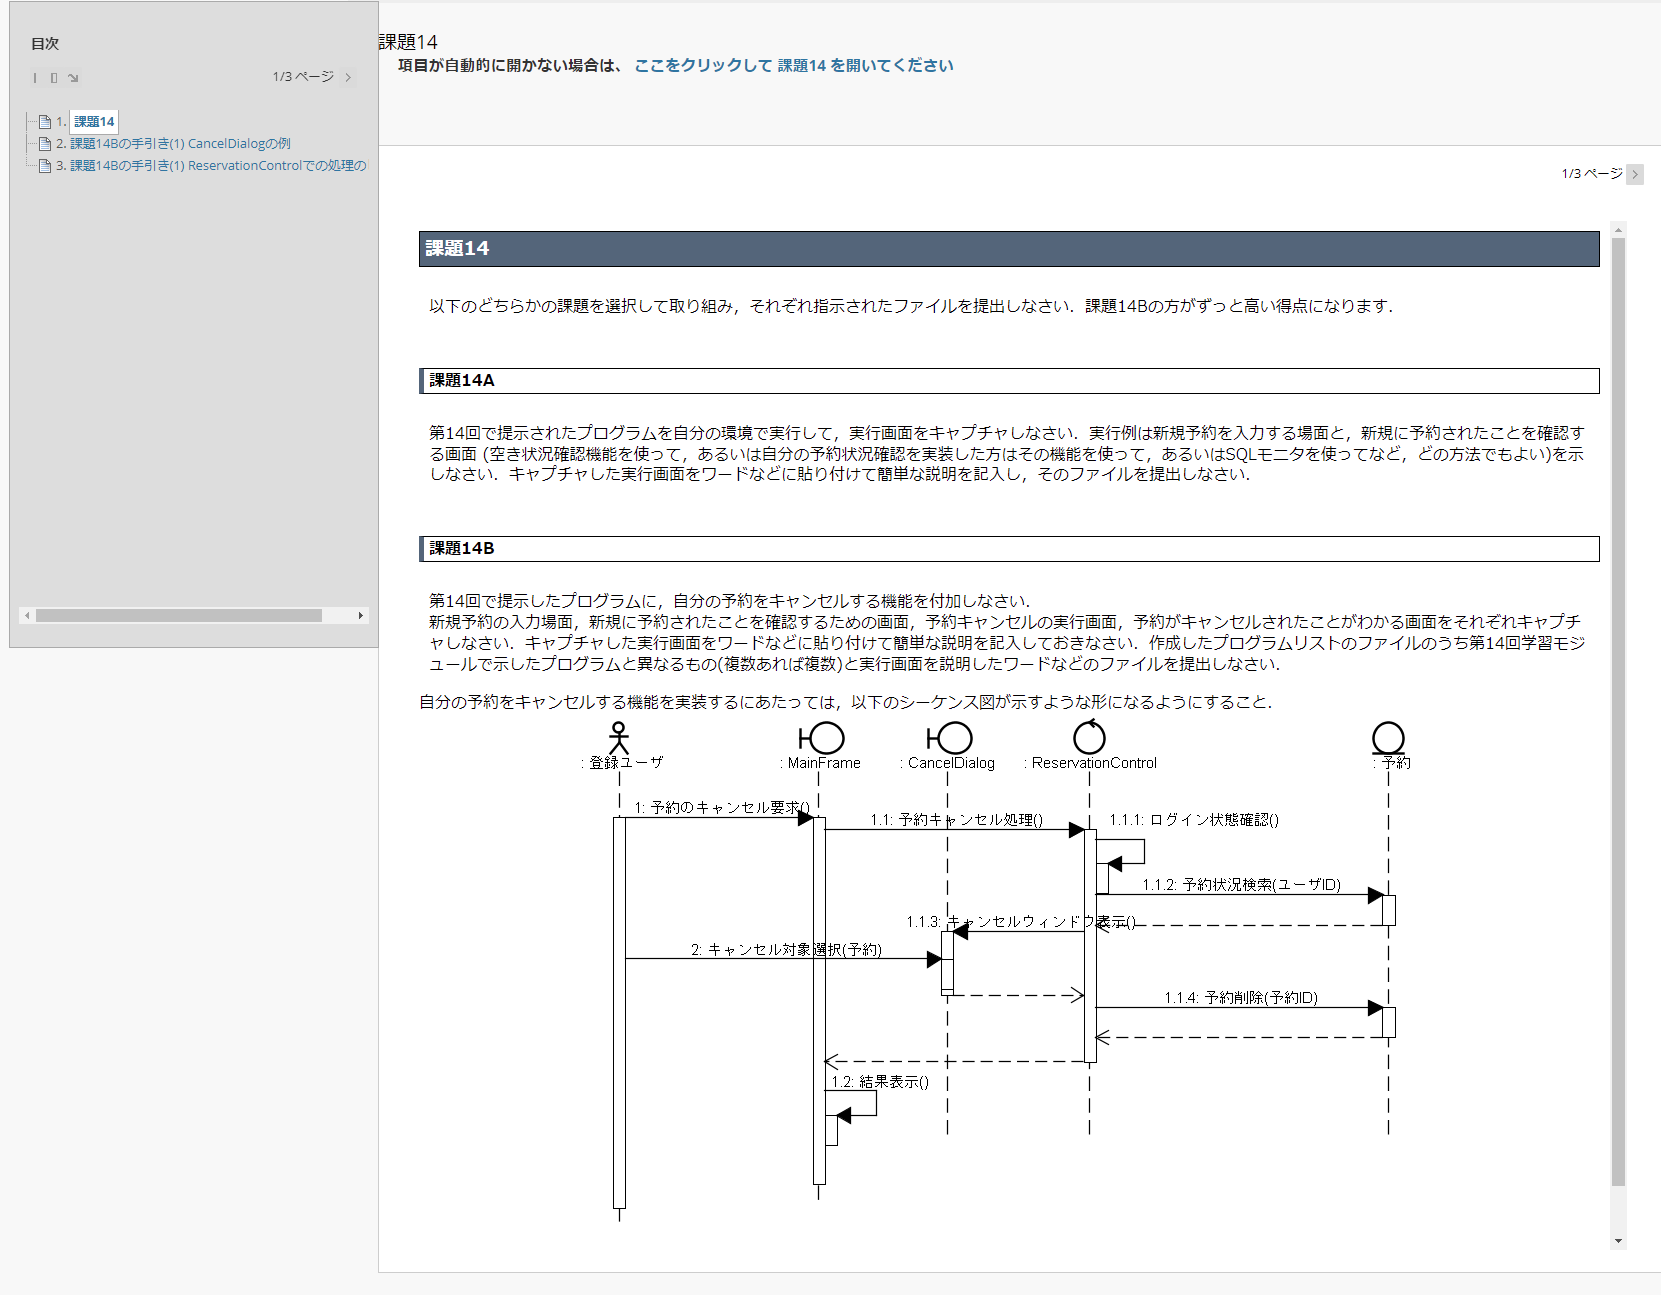 目次
1/3 ページ
1. 課題14
2. 課題14Bの手引き(1) CancelDialogの例
3. 課題14Bの手引き(1) ReservationControlでの処理の
課題14
項目が自動的に開かない場合は、 ここをクリックして 課題14 を開いてください
1/3 ページ
課題14
以下のどちらかの課題を選択して取り組み，それぞれ指示されたファイルを提出しなさい．課題14Bの方がずっと高い得点になります．
課題14A
第14回で提示されたプログラムを自分の環境で実行して，実行画面をキャプチャしなさい．実行例は新規予約を入力する場面と，新規に予約されたことを確認す
る画面 (空き状況確認機能を使って，あるいは自分の予約状況確認を実装した方はその機能を使って，あるいはSQLモニタを使ってなど，どの方法でもよい)を示
しなさい．キャプチャした実行画面をワードなどに貼り付けて簡単な説明を記入し，そのファイルを提出しなさい．
課題14B
第14回で提示したプログラムに，自分の予約をキャンセルする機能を付加しなさい．
新規予約の入力場面，新規に予約されたことを確認するための画面，予約キャンセルの実行画面，予約がキャンセルされたことがわかる画面をそれぞれキャプチ
ャしなさい．キャプチャした実行画面をワードなどに貼り付けて簡単な説明を記入しておきなさい．作成したプログラムリストのファイルのうち第14回学習モジ
ュールで示したプログラムと異なるもの(複数あれば複数)と実行画面を説明したワードなどのファイルを提出しなさい．
自分の予約をキャンセルする機能を実装するにあたっては，以下のシーケンス図が示すような形になるようにすること．
: 登録ユーザ
: MainFrame
: CancelDialog
: ReservationControl
: 予約
1: 予約のキャンセル要求()
1.1: 予約キャンセル処理()
1.1.1: ログイン状態確認()
1.1.2: 予約状況検索(ユーザID)
1.1.3: キャンセルウィンドウ表示()
2: キャンセル対象選択(予約)
1.1.4: 予約削除(予約ID)
1.2: 結果表示()